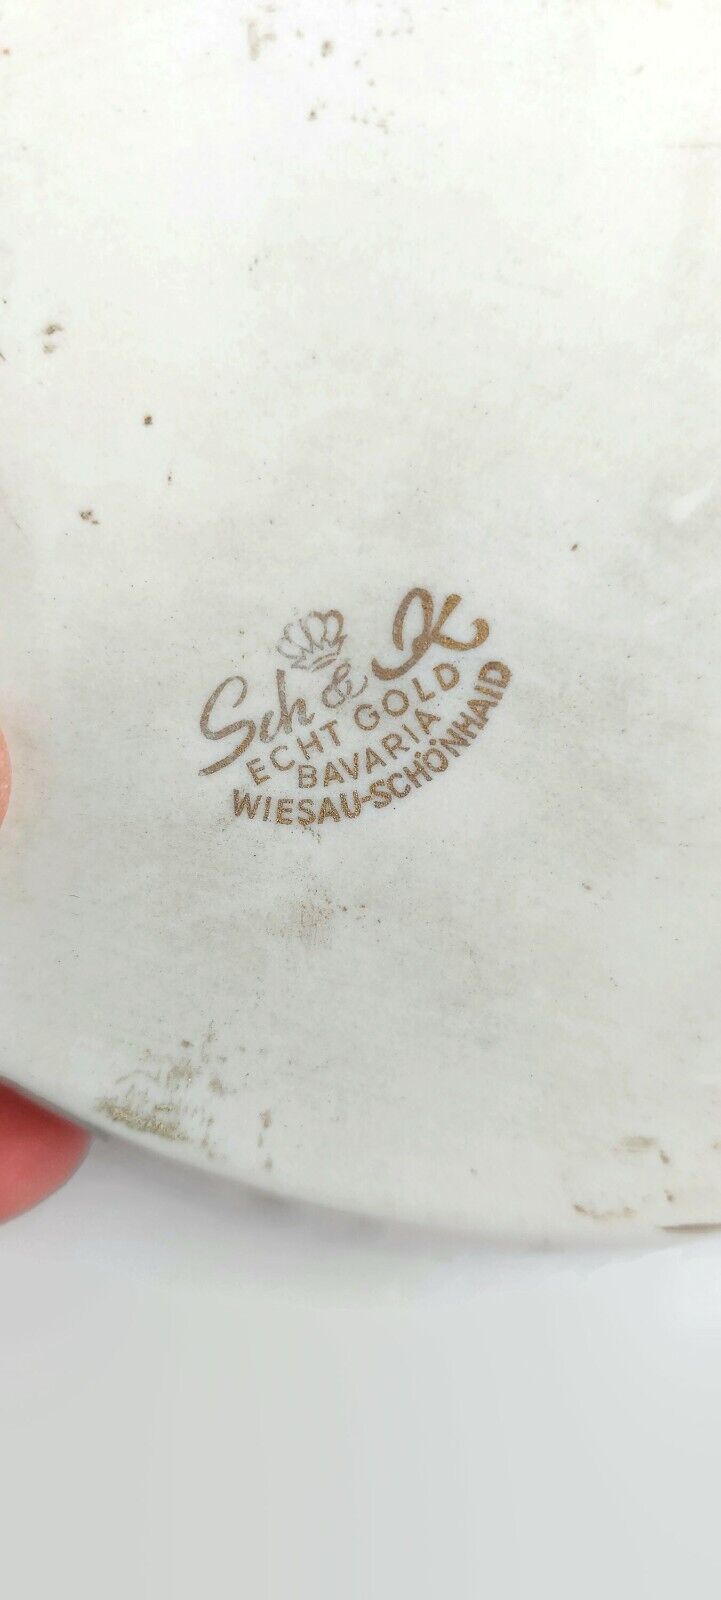 Sch & K
ECHT GOLD
BAVARIA
WIESAU-SCHÖNHAID